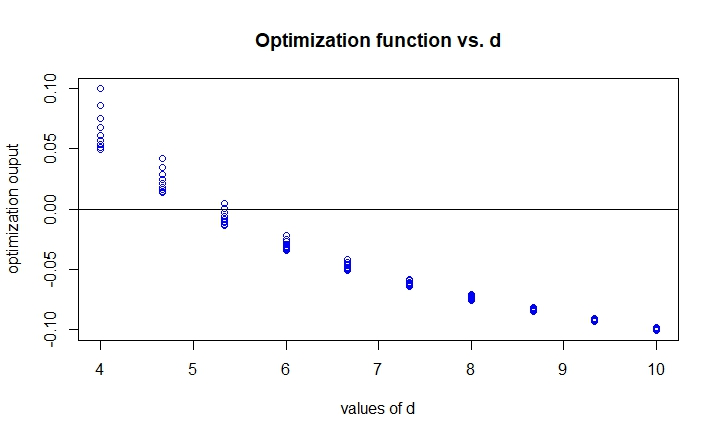 Optimization function vs. d
optimization ouput
0.10
0.05
0.00
-0.05
-0.10
4 5 6 7 8 9 10
values of d